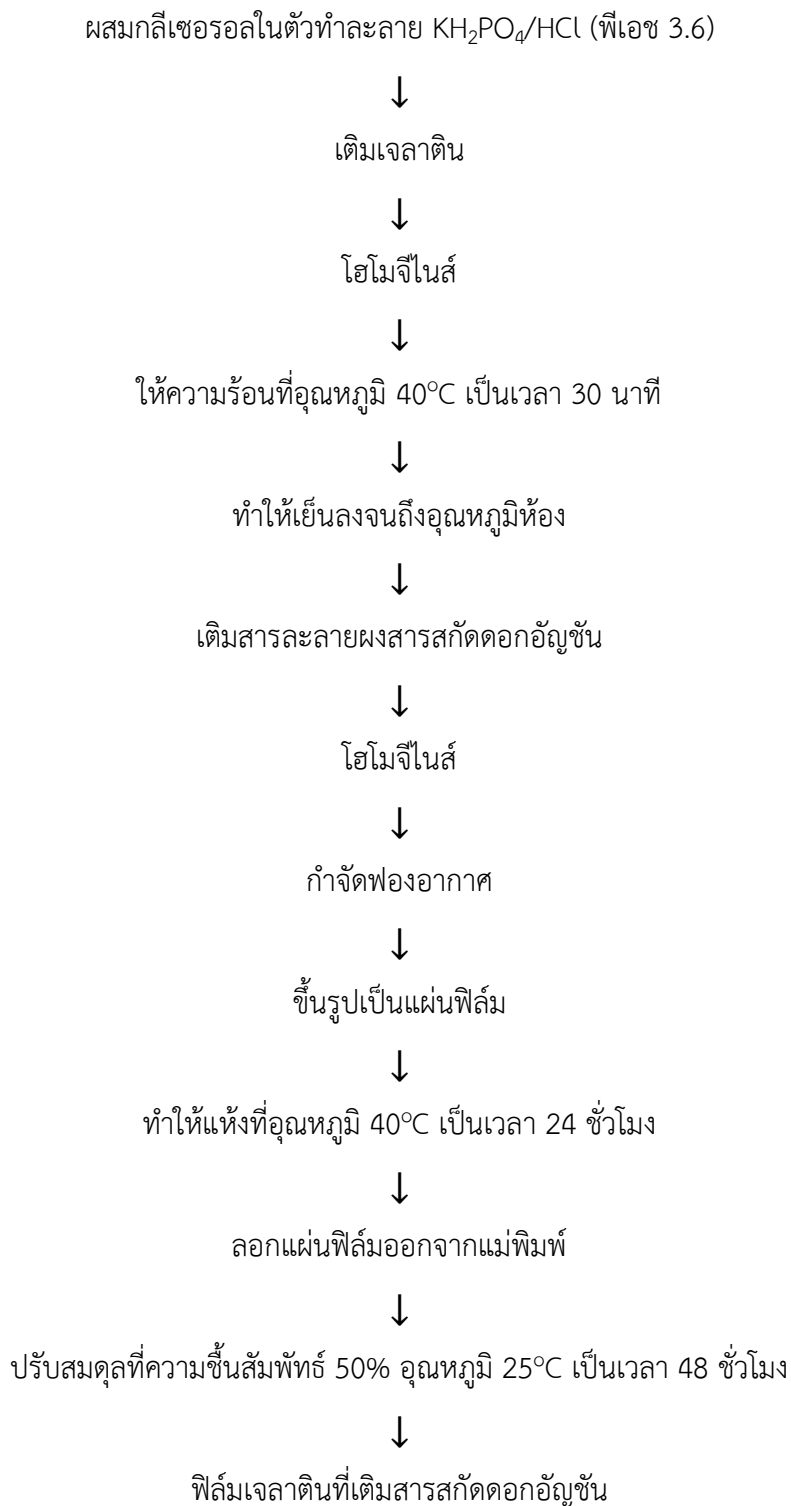 ผสมกลีเซอรอลในตัวทำละลาย KH₂PO₄/HCl (พีเอช 3.6)
↓
เติมเจลาติน
↓
โฮโมจีไนส์
↓
ให้ความร้อนที่อุณหภูมิ 40°C เป็นเวลา 30 นาที
↓
ทำให้เย็นลงจนถึงอุณหภูมิห้อง
↓
เติมสารละลายผงสารสกัดดอกอัญชัน
↓
โฮโมจีไนส์
↓
กำจัดฟองอากาศ
↓
ขึ้นรูปเป็นแผ่นฟิล์ม
↓
ทำให้แห้งที่อุณหภูมิ 40°C เป็นเวลา 24 ชั่วโมง
↓
ลอกแผ่นฟิล์มออกจากแม่พิมพ์
↓
ปรับสมดุลที่ความชื้นสัมพัทธ์ 50% อุณหภูมิ 25°C เป็นเวลา 48 ชั่วโมง
↓
ฟิล์มเจลาตินที่เติมสารสกัดดอกอัญชัน